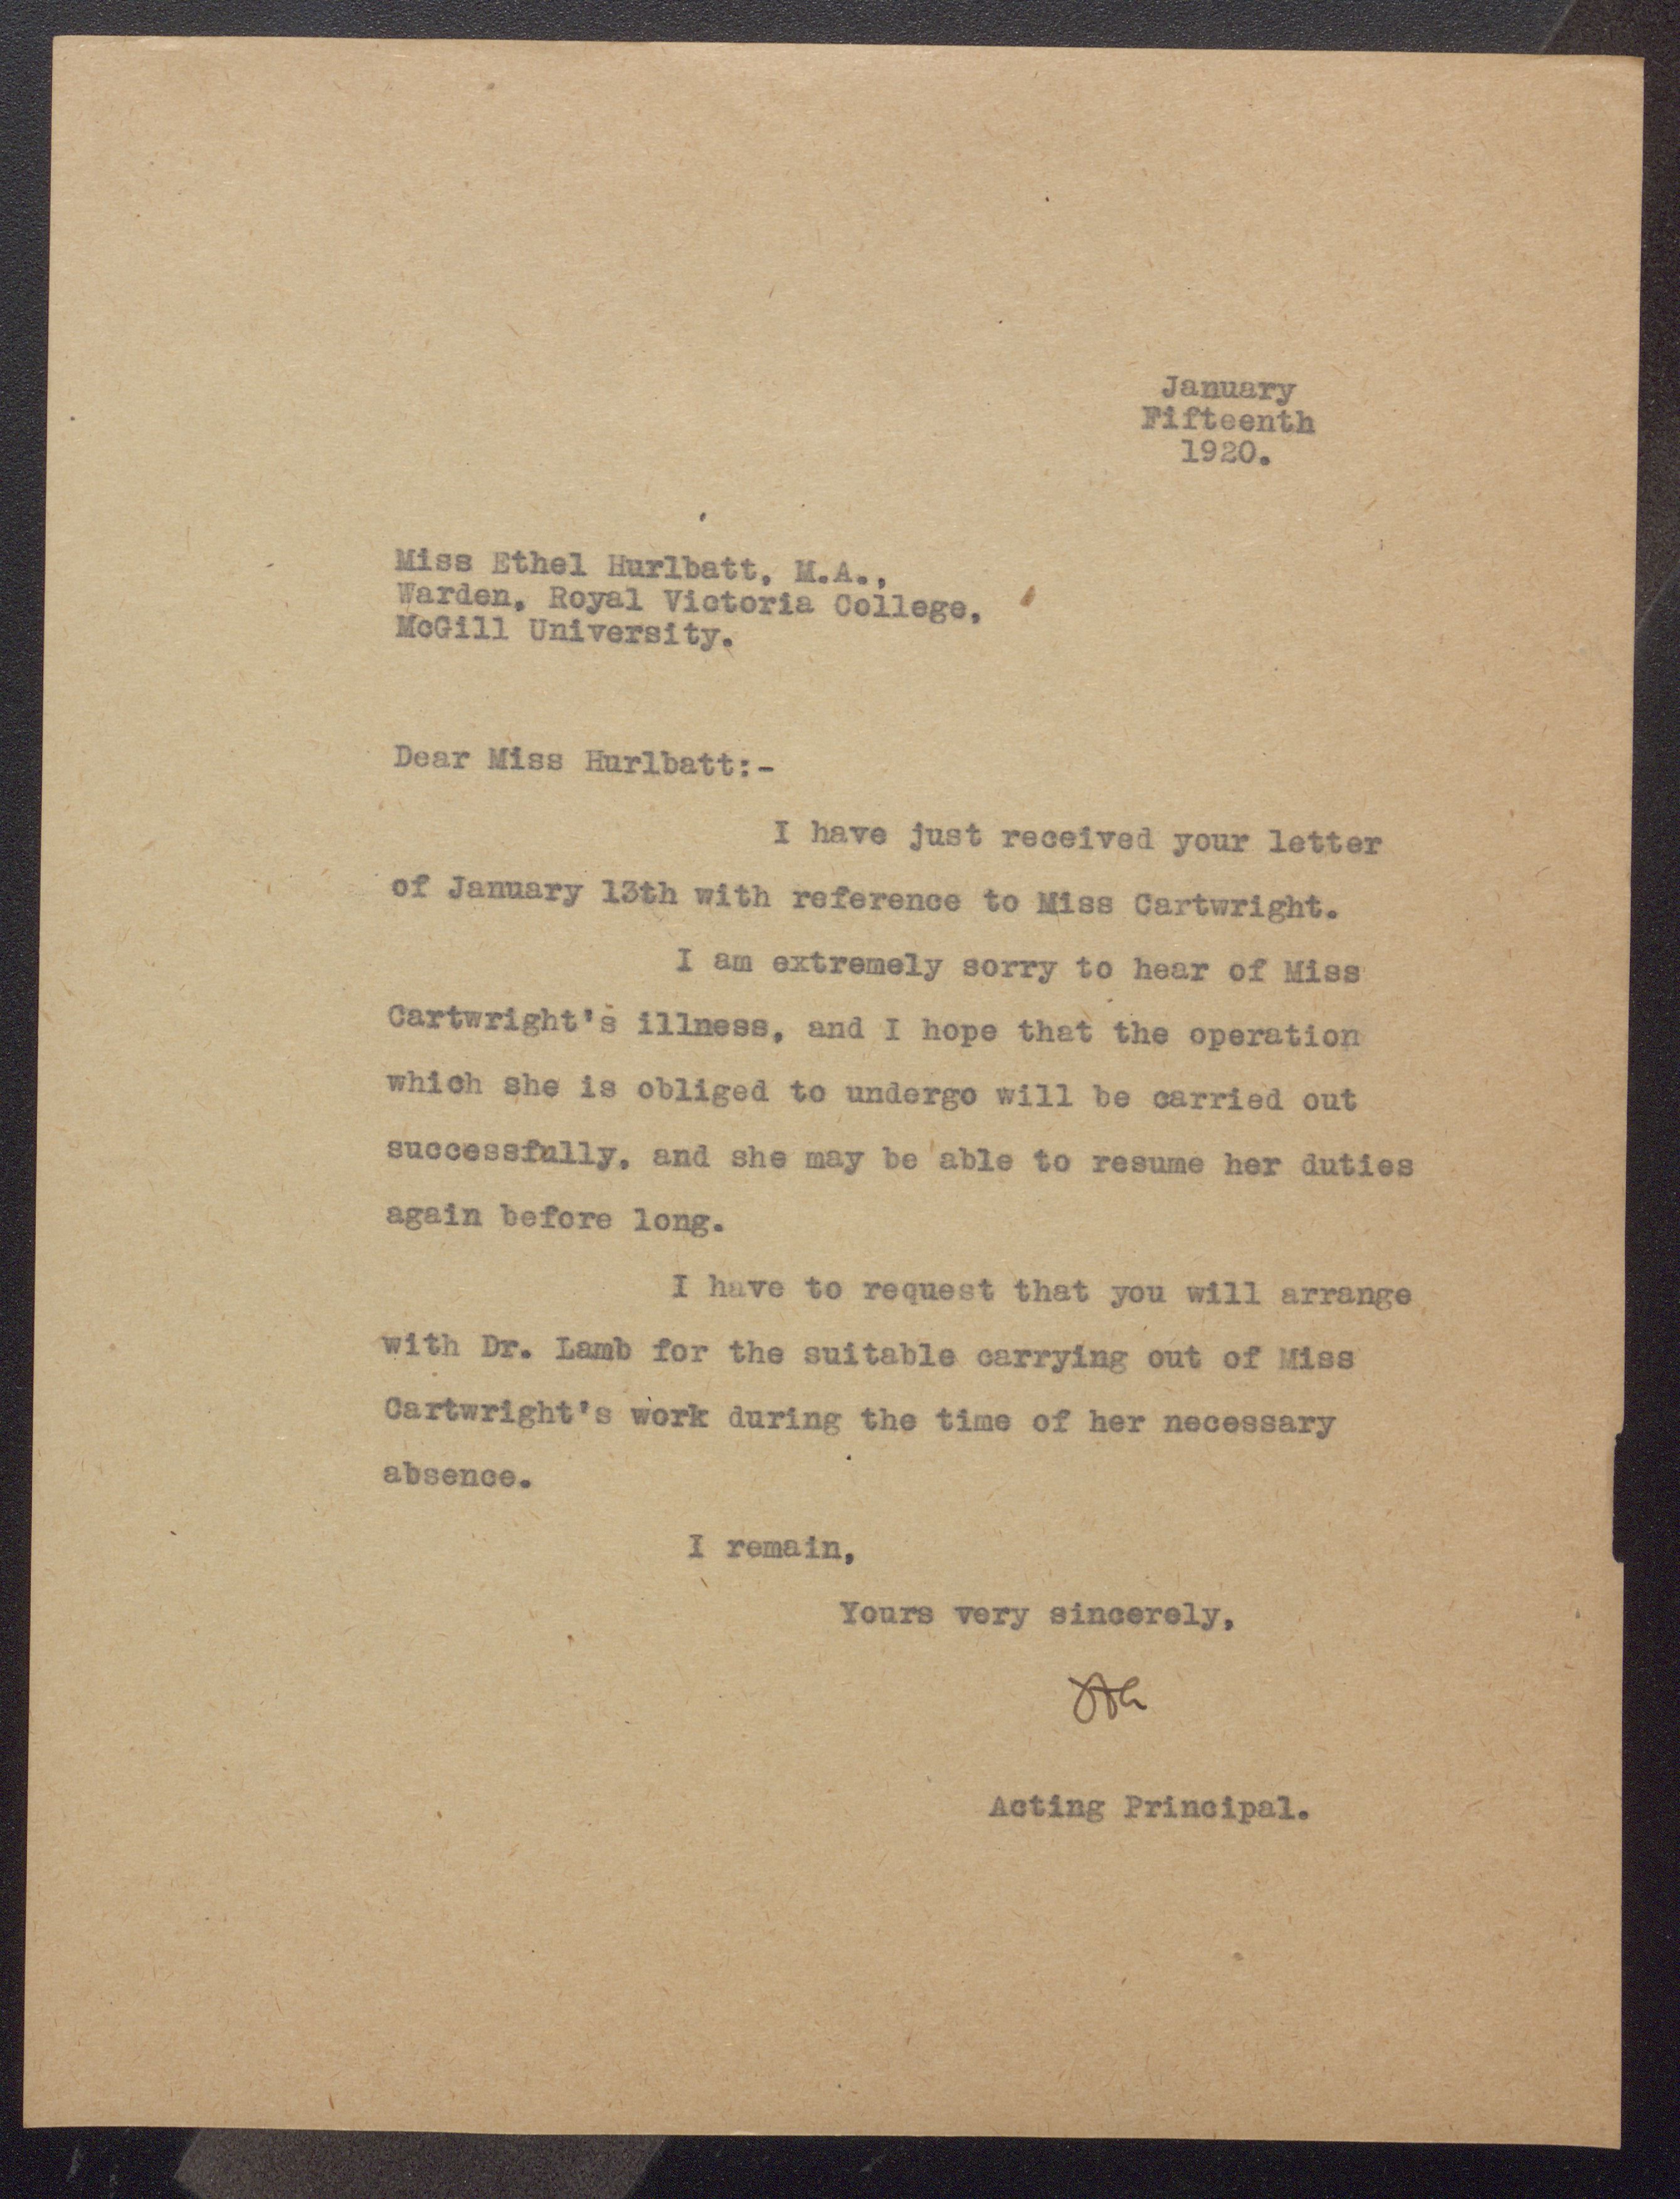 January
Fifteenth
1920.
Miss Ethel Hurlbatt, M.A.,
Warden, Royal Victoria College,
McGill University.
Dear Miss Hurlbatt:-
I have just received your letter
of January 13th with reference to Miss Cartwright.
I am extremely sorry to hear of Miss
Cartwright's illness, and I hope that the operation
which she is obliged to undergo will be carried out
successfully, and she may be able to resume her duties
again before long.
I have to request that you will arrange
with Dr. Lamb for the suitable carrying out of Miss
Cartwright's work during the time of her necessary
absence.
I remain,
Yours very sincerely,
Acting Principal.